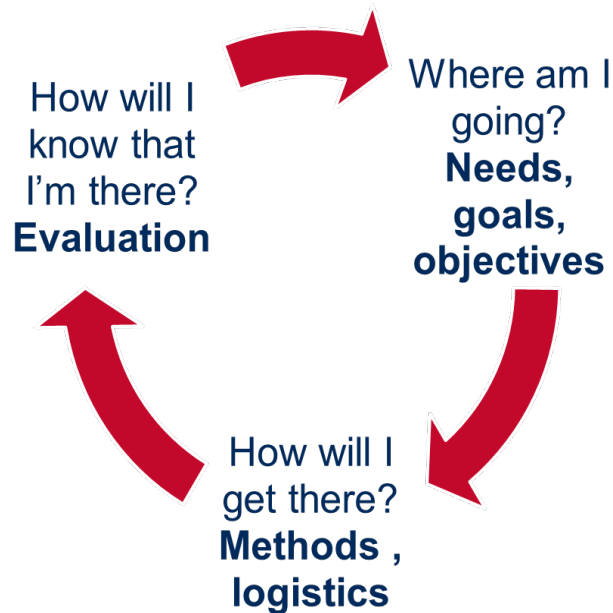 How will I
know that
I'm there?
Evaluation
Where am I
going?
Needs,
goals,
objectives
How will I
get there?
Methods ,
logistics